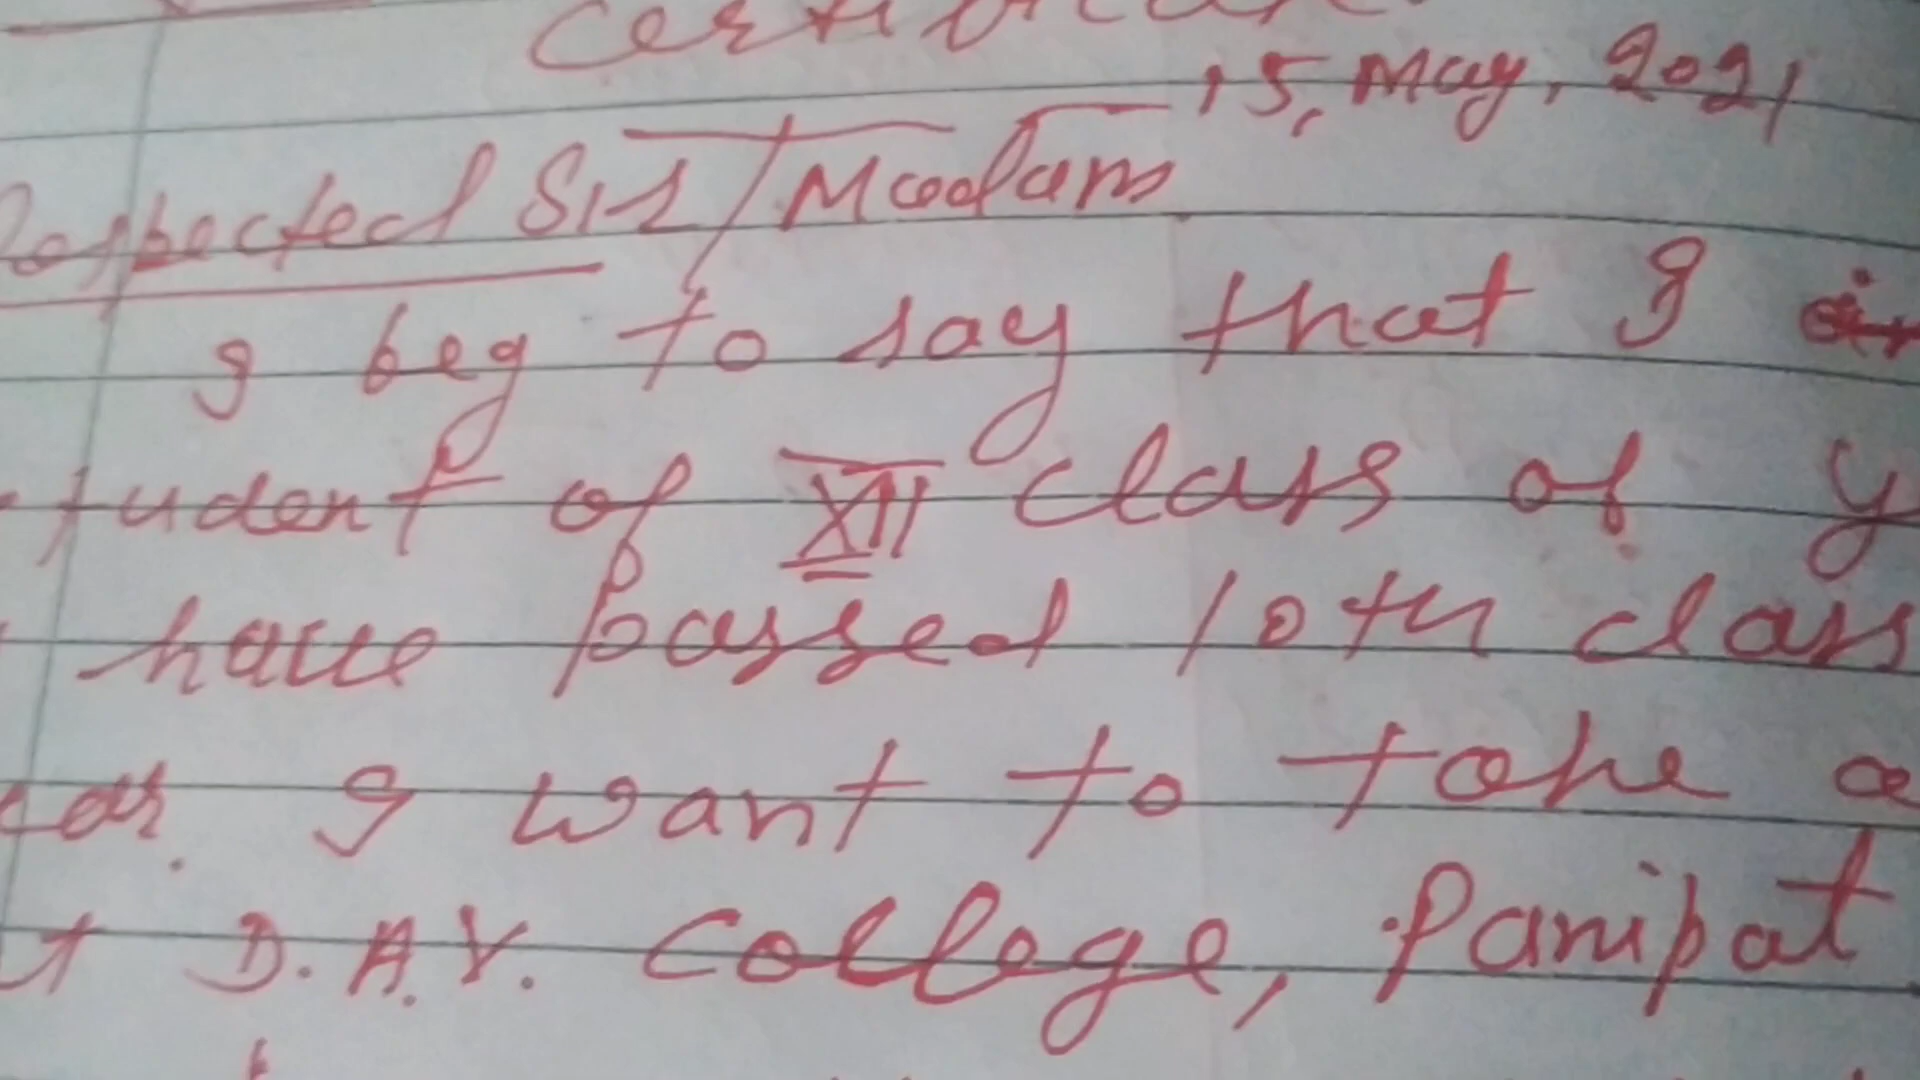 15, May, 2021
Respected Sir/Madam
I beg to say that I
student of XII class of
have passed 10th class
I want to take
D.A.V. College, Panipat